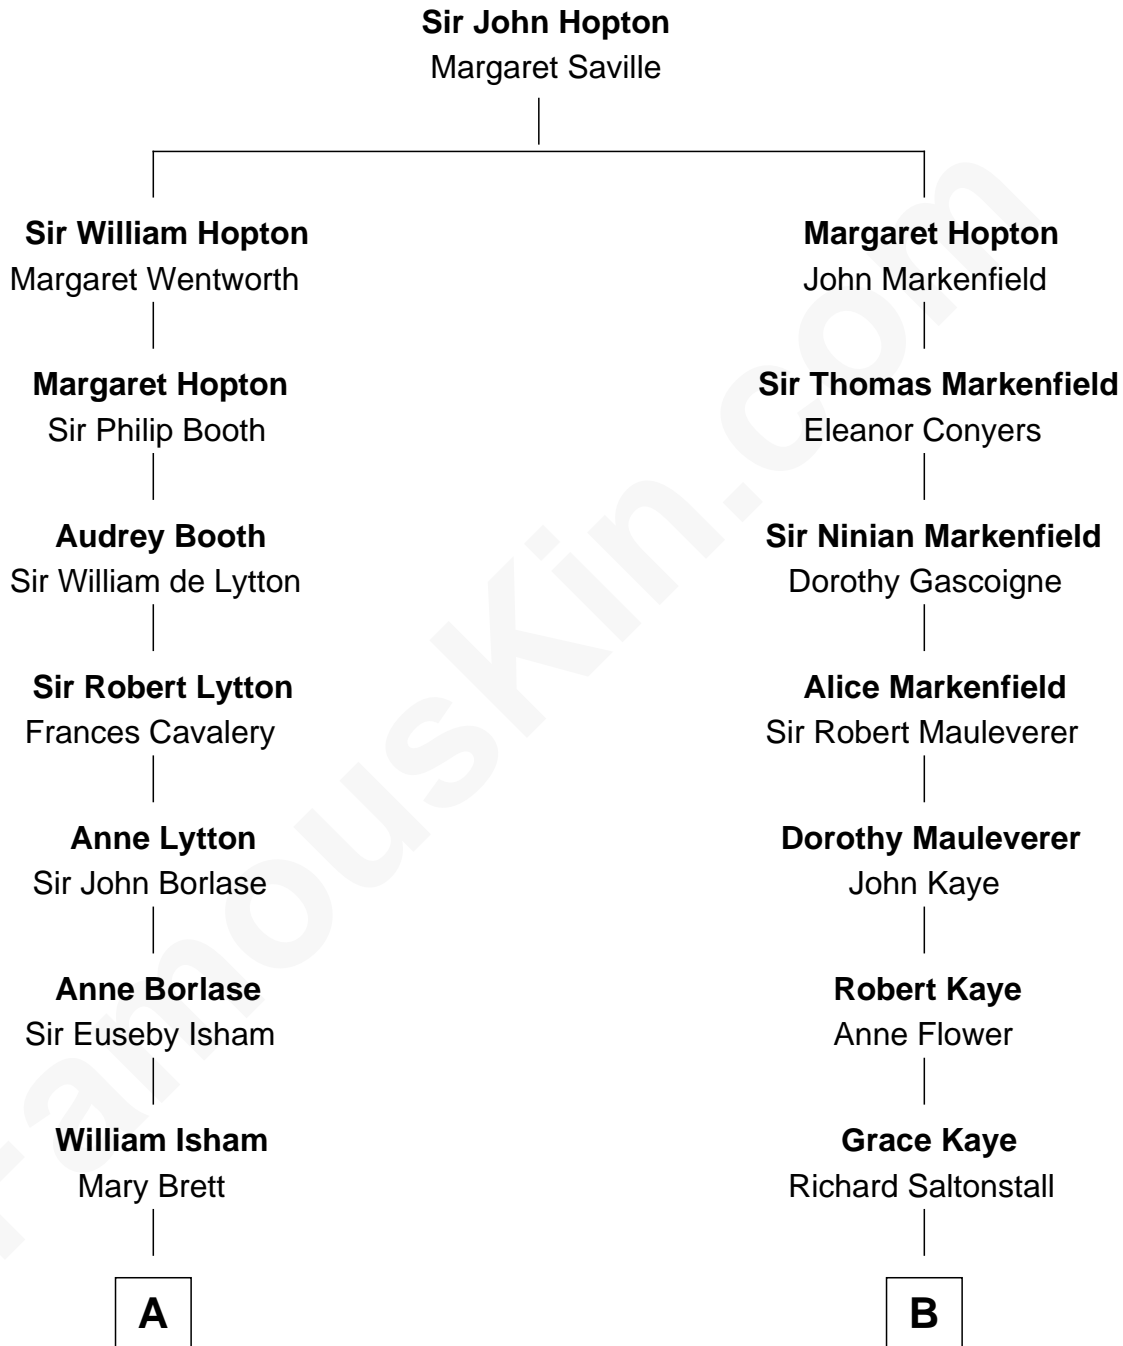 Sir John Hopton
Margaret Saville
Sir William Hopton
Margaret Wentworth
Margaret Hopton
John Markenfield
Margaret Hopton
Sir Philip Booth
Sir Thomas Markenfield
Eleanor Conyers
Audrey Booth
Sir William de Lytton
Sir Ninian Markenfield
Dorothy Gascoigne
Sir Robert Lytton
Frances Cavalery
Alice Markenfield
Sir Robert Mauleverer
Anne Lytton
Sir John Borlase
Dorothy Mauleverer
John Kaye
Anne Borlase
Sir Euseby Isham
Robert Kaye
Anne Flower
William Isham
Mary Brett
Grace Kaye
Richard Saltonstall
A
B
FamousKin.com